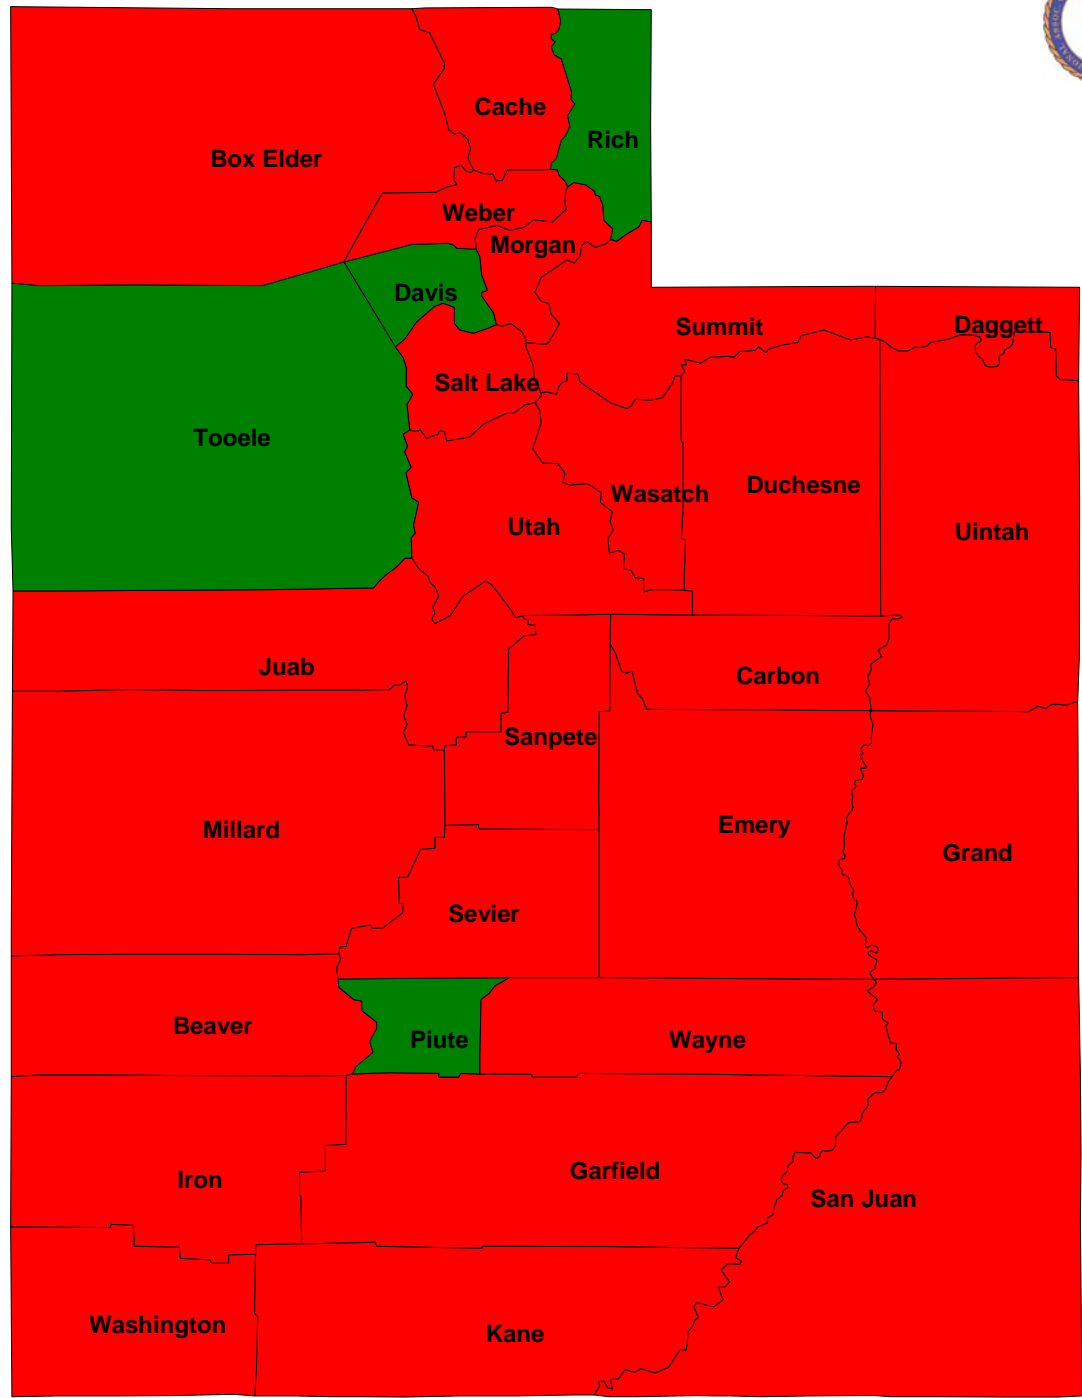 Cache
Rich
Box Elder
Weber
Morgan
Davis
Summit
Daggett
Salt Lake
Tooele
Wasatch
Duchesne
Utah
Uintah
Juab
Carbon
Sanpete
Millard
Emery
Grand
Sevier
Beaver
Piute
Wayne
Iron
Garfield
San Juan
Washington
Kane